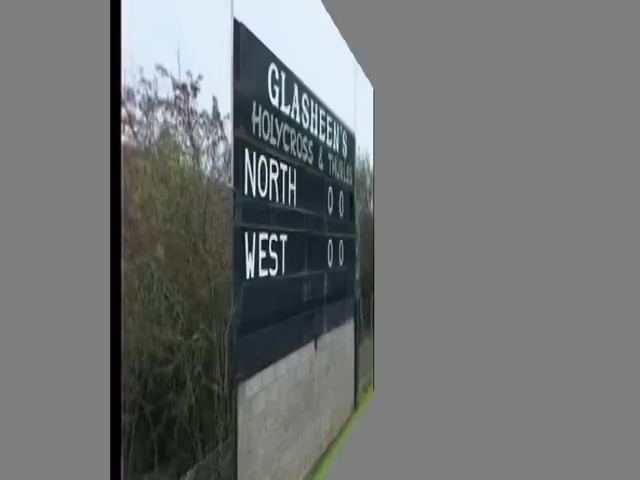 GLASHEEN'S
HOLYCROSS & THURLES
NORTH 0 0
WEST 0 0